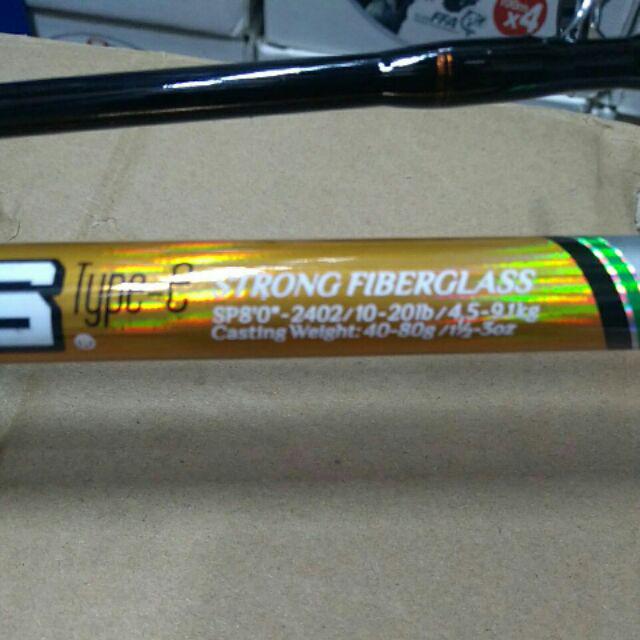 x4
S Type-e
®
STRONG FIBERGLASS
SP8'0"-2402/10-20lb/4.5-9.1kg
Casting Weight: 40-80g/1½-3oz